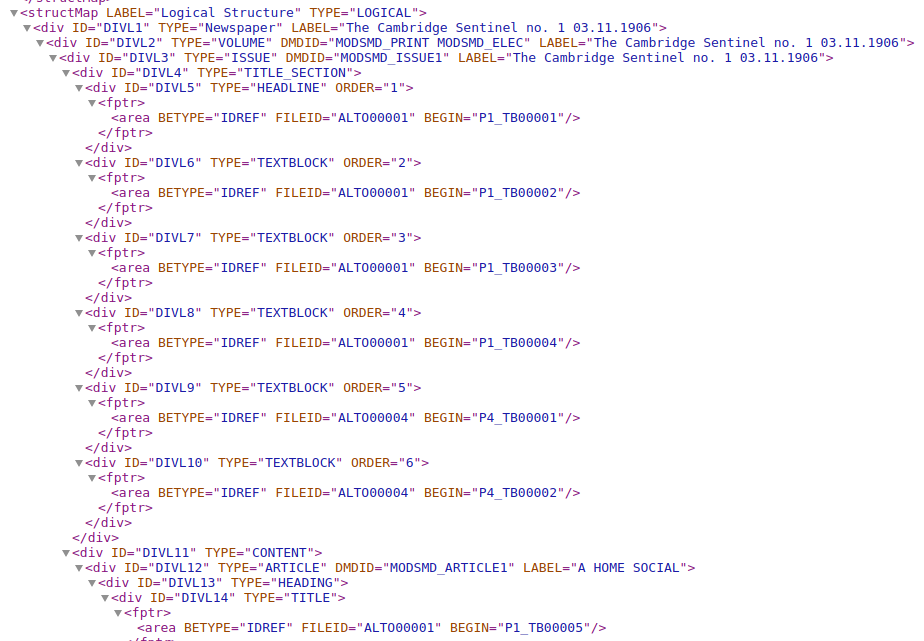 </structMap>
<structMap LABEL="Logical Structure" TYPE="LOGICAL">
<div ID="DIVL1" TYPE="Newspaper" LABEL="The Cambridge Sentinel no. 1 03.11.1906">
<div ID="DIVL2" TYPE="VOLUME" DMDID="MODSMD_PRINT MODSMD_ELEC" LABEL="The Cambridge Sentinel no. 1 03.11.1906">
<div ID="DIVL3" TYPE="ISSUE" DMDID="MODSMD_ISSUE1" LABEL="The Cambridge Sentinel no. 1 03.11.1906">
<div ID="DIVL4" TYPE="TITLE_SECTION">
<div ID="DIVL5" TYPE="HEADLINE" ORDER="1">
<fptr>
<area BETYPE="IDREF" FILEID="ALTO00001" BEGIN="P1_TB00001"/>
</fptr>
</div>
<div ID="DIVL6" TYPE="TEXTBLOCK" ORDER="2">
<fptr>
<area BETYPE="IDREF" FILEID="ALTO00001" BEGIN="P1_TB00002"/>
</fptr>
</div>
<div ID="DIVL7" TYPE="TEXTBLOCK" ORDER="3">
<fptr>
<area BETYPE="IDREF" FILEID="ALTO00001" BEGIN="P1_TB00003"/>
</fptr>
</div>
<div ID="DIVL8" TYPE="TEXTBLOCK" ORDER="4">
<fptr>
<area BETYPE="IDREF" FILEID="ALTO00001" BEGIN="P1_TB00004"/>
</fptr>
</div>
<div ID="DIVL9" TYPE="TEXTBLOCK" ORDER="5">
<fptr>
<area BETYPE="IDREF" FILEID="ALTO00004" BEGIN="P4_TB00001"/>
</fptr>
</div>
<div ID="DIVL10" TYPE="TEXTBLOCK" ORDER="6">
<fptr>
<area BETYPE="IDREF" FILEID="ALTO00004" BEGIN="P4_TB00002"/>
</fptr>
</div>
</div>
<div ID="DIVL11" TYPE="CONTENT">
<div ID="DIVL12" TYPE="ARTICLE" DMDID="MODSMD_ARTICLE1" LABEL="A HOME SOCIAL">
<div ID="DIVL13" TYPE="HEADING">
<div ID="DIVL14" TYPE="TITLE">
<fptr>
<area BETYPE="IDREF" FILEID="ALTO00001" BEGIN="P1_TB00005"/>
</fptr>